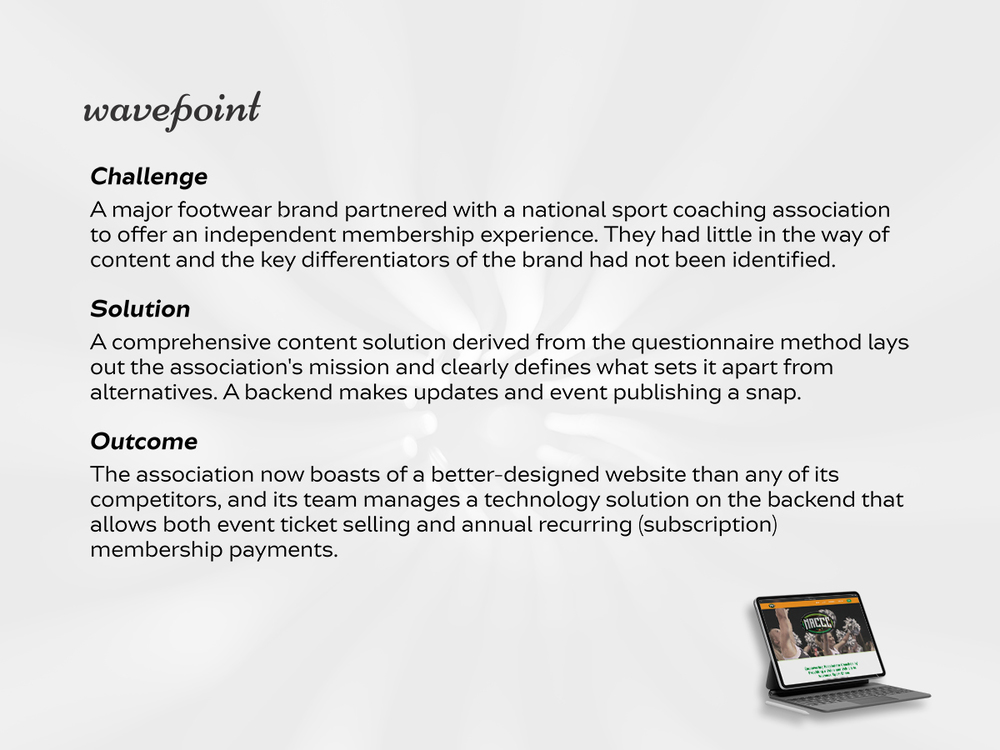 wavepoint
Challenge
A major footwear brand partnered with a national sport coaching association
to offer an independent membership experience. They had little in the way of
content and the key differentiators of the brand had not been identified.
Solution
A comprehensive content solution derived from the questionnaire method lays
out the association's mission and clearly defines what sets it apart from
alternatives. A backend makes updates and event publishing a snap.
Outcome
The association now boasts of a better-designed website than any of its
competitors, and its team manages a technology solution on the backend that
allows both event ticket selling and annual recurring (subscription)
membership payments.